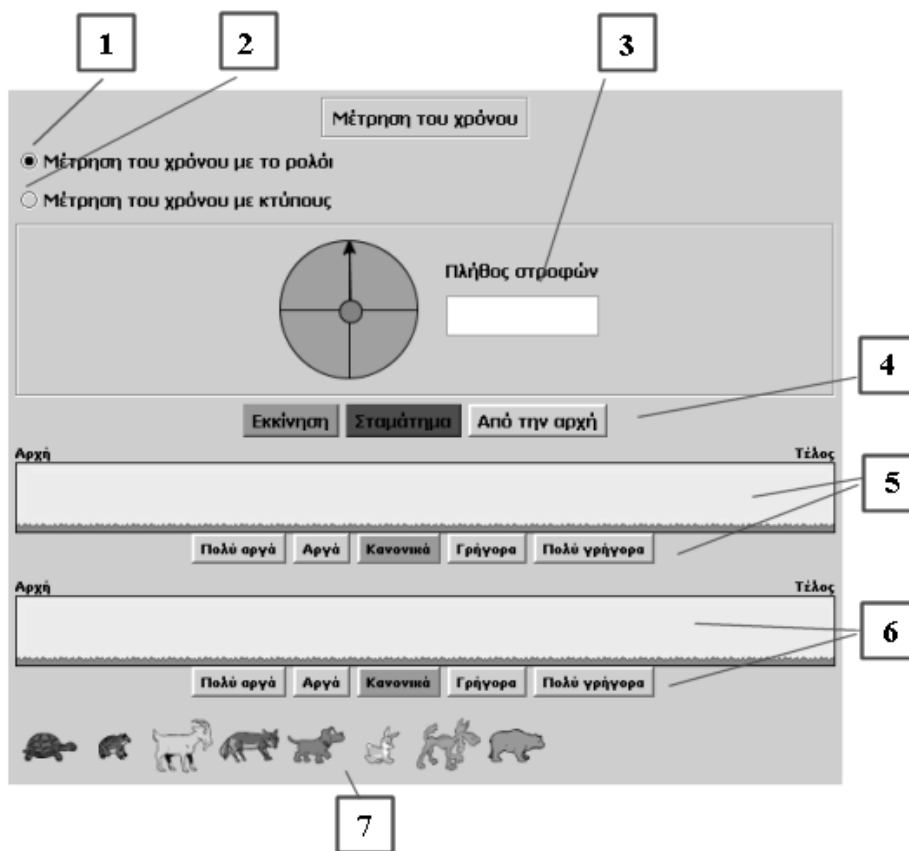 1 2 3
Μέτρηση του χρόνου
Μέτρηση του χρόνου με το ρολόι
Μέτρηση του χρόνου με κτύπους
Πλήθος στροφών
4
Εκκίνηση Σταμάτημα Από την αρχή
Αρχή Τέλος
5
Πολύ αργά Αργά Κανονικά Γρήγορα Πολύ γρήγορα
Αρχή Τέλος
6
Πολύ αργά Αργά Κανονικά Γρήγορα Πολύ γρήγορα
7